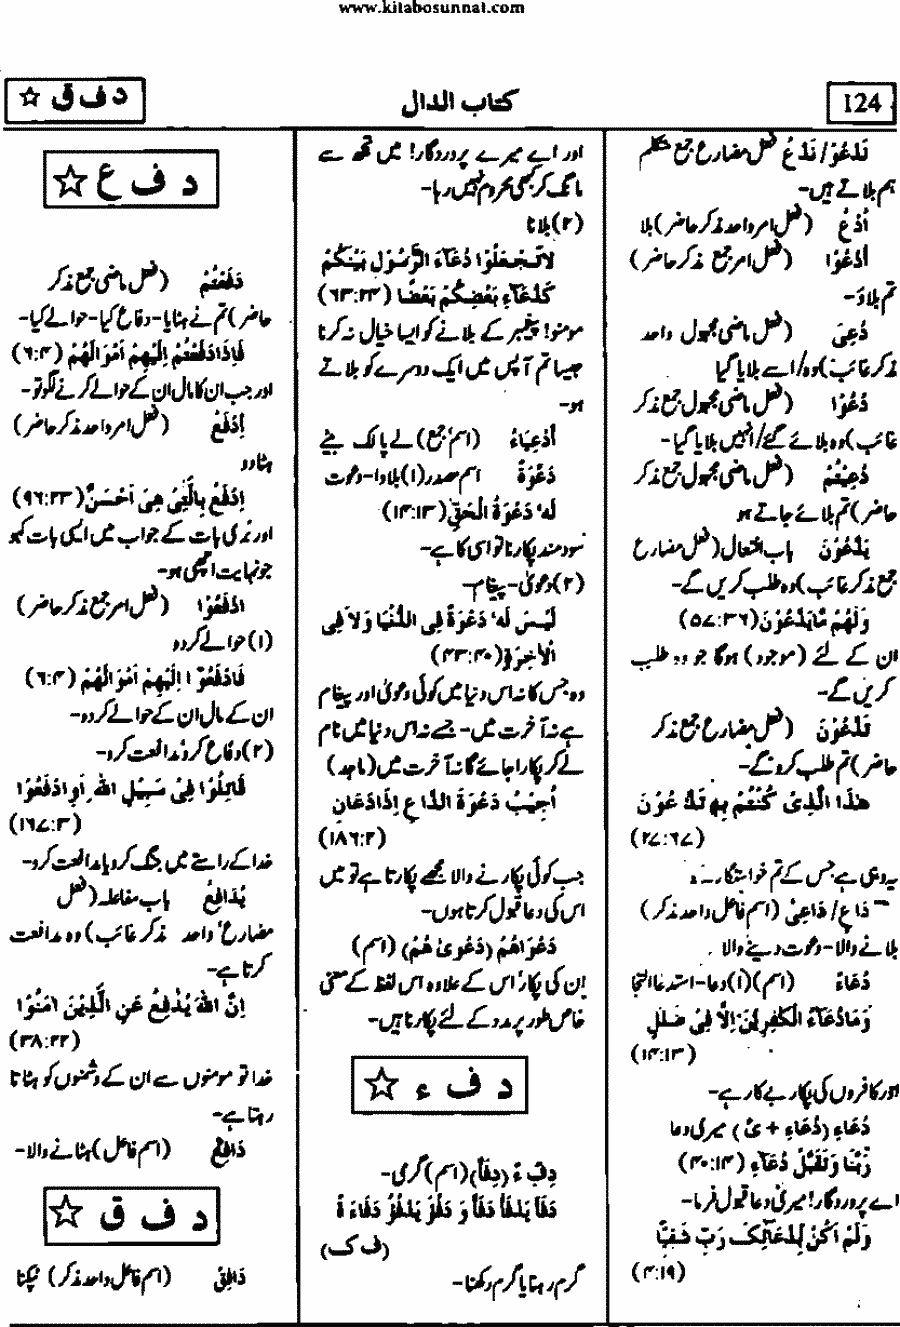 www.kitabosunnat.com
124
کتاب الدال
د ف ق ☆
نَدْعُوْا/ نَدْعُ فعل مضارع جمع متکلم
ہم بلاتے ہیں-
اُدْعُ (فعل امر واحد مذکر حاضر) بلا
اُدْعُوْا (فعل امر جمع مذکر حاضر)
تم بلاؤ-
دُعِیَ (فعل ماضی مجہول واحد
مذکر غائب) وہ/ اسے بلایا گیا
دُعُوْا (فعل ماضی مجہول جمع مذکر
غائب) وہ بلائے گئے/ انہیں بلایا گیا-
دُعِیْتُمْ (فعل ماضی مجہول جمع مذکر
حاضر) تم بلائے جاتے ہو
یَدَّعُوْنَ باب افتعال (فعل مضارع
جمع مذکر غائب) وہ طلب کریں گے-
وَلَهُمْ مَّا یَدَّعُوْنَ (۵۷:۳۶)
ان کے لئے (موجود) ہوگا جو وہ طلب
کریں گے-
تَدَّعُوْنَ (فعل مضارع جمع مذکر
حاضر) تم طلب کرو گے-
هٰذَا الَّذِیْ كُنْتُمْ بِهٖ تَدَّعُوْنَ
(۲۷:۶۷)
یہ وہی ہے جس کے تم خواستگار
دَاعٍ/ دَاعِیْ (اسم فاعل واحد مذکر)
بلانے والا- دعوت دینے والا
دُعَاءٌ (اسم) (۱) دعا- استدعا التجا
وَمَا دُعَآءُ الْكٰفِرِیْنَ اِلَّا فِیْ ضَلٰلٍ
(۱۴:۱۳)
اور کافروں کی پکار بے کار ہے-
دُعَاءِ (دُعَاءِ + یْ) میری دعا
رَبَّنَا وَتَقَبَّلْ دُعَآءِ (۴۰:۱۴)
اے پروردگار! میری دعا قبول فرما-
وَلَمْ اَكُنْ بِدُعَآئِكَ رَبِّ شَقِیًّا
(۴:۱۹)
اور اے میرے پروردگار! میں تجھ سے
مانگ کر کبھی محروم نہیں رہا-
(۲) بلانا
لَا تَجْعَلُوْا دُعَآءَ الرَّسُوْلِ بَیْنَكُمْ
كَدُعَآءِ بَعْضِكُمْ بَعْضًا (۶۳:۲۴)
مومنو! پیغمبر کے بلانے کو ایسا خیال نہ کرنا
جیسا تم آپس میں ایک دوسرے کو بلاتے
ہو-
اَدْعِیَاءُ (اسم جمع) لے پالک بیٹے
دَعْوَةٌ اسم مصدر (۱) بلاوا- دعوت
لَهٗ دَعْوَةُ الْحَقِّ (۱۴:۱۳)
سودمند پکارنا تو اسی کا ہے-
(۲) دعویٰ- پیغام-
لَیْسَ لَهٗ دَعْوَةٌ فِی الدُّنْیَا وَلَا فِی
الْاٰخِرَةِ (۴۳:۴۰)
وہ جس کا نہ اس دنیا میں کوئی دعویٰ اور پیغام
ہے نہ آخرت میں- جسے نہ اس دنیا میں نام
لے کر پکارا جائے گا نہ آخرت میں (ماجد)
اُجِیْبُ دَعْوَةَ الدَّاعِ اِذَا دَعَانِ
(۱۸۶:۲)
جب کوئی پکارنے والا مجھے پکارتا ہے تو میں
اس کی دعا قبول کرتا ہوں-
دَعْوَاهُمْ (دَعْوٰی هُمْ) (اسم)
ان کی پکار اس کے علاوہ اس لفظ کے معنی
خاص طور پر مدد کے لئے پکارنا ہیں-
د ف ء ☆
دِفْءٌ (دِفْأٌ) (اسم) گرمی-
دَفَأَ یَدْفَأُ دَفْأً وَ دَفُؤَ یَدْفُؤُ دَفَاءَةً
(ف ک)
گرم رہنا یا گرم رکھنا-
د ف ع ☆
دَفَعْتُمْ (فعل ماضی جمع مذکر
حاضر) تم نے ہٹایا- دفاع کیا- حوالے کیا-
فَاِذَا دَفَعْتُمْ اِلَیْهِمْ اَمْوَالَهُمْ (۶:۴)
اور جب ان کا مال ان کے حوالے کرنے لگو تو-
اِدْفَعْ (فعل امر واحد مذکر حاضر)
ہٹا دو
اِدْفَعْ بِالَّتِیْ هِیَ اَحْسَنُ (۹۶:۲۳)
اور بُری بات کے جواب میں ایسی بات کہو
جو نہایت اچھی ہو-
ادْفَعُوْا (فعل امر جمع مذکر حاضر)
(۱) حوالے کر دو
فَادْفَعُوْٓا اِلَیْهِمْ اَمْوَالَهُمْ (۶:۴)
ان کے مال ان کے حوالے کر دو-
(۲) دفاع کرو مدافعت کرو-
قَاتِلُوْا فِیْ سَبِیْلِ اللّٰهِ اَوِ ادْفَعُوْا
(۱۶۷:۳)
خدا کے راستے میں جنگ کرو یا مدافعت کرو-
یُدَافِعُ باب مفاعلہ (فعل
مضارع واحد مذکر غائب) وہ مدافعت
کرتا ہے-
اِنَّ اللّٰهَ یُدٰفِعُ عَنِ الَّذِیْنَ اٰمَنُوْا
(۳۸:۲۲)
خدا تو مومنوں سے ان کے دشمنوں کو ہٹاتا
رہتا ہے-
دَافِعٌ (اسم فاعل) ہٹانے والا-
د ف ق ☆
دَافِقٍ (اسم فاعل واحد مذکر) ٹپکتا